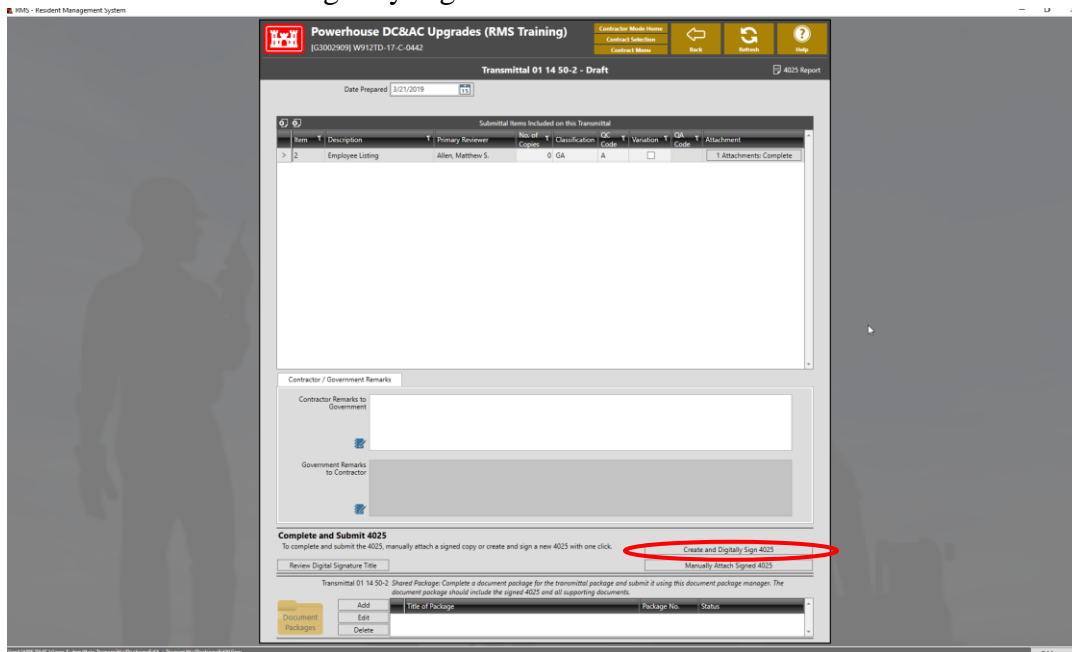 RMS - Resident Management System
Powerhouse DC&AC Upgrades (RMS Training)
[G3002909] W912TD-17-C-0442
Contractor Mode Home
Contract Selection
Contract Menu
Back
Refresh
Help
Transmittal 01 14 50-2 - Draft
4025 Report
Date Prepared 3/21/2019 15
Submittal Items Included on this Transmittal
Item Description Primary Reviewer No. of Copies Classification QC Code Variation QA Code Attachment
> 2 Employee Listing Allen, Matthew S. 0 GA A 1 Attachments: Complete
Contractor / Government Remarks
Contractor Remarks to
Government
Government Remarks
to Contractor
Complete and Submit 4025
To complete and submit the 4025, manually attach a signed copy or create and sign a new 4025 with one click.
Create and Digitally Sign 4025
Review Digital Signature Title
Manually Attach Signed 4025
Transmittal 01 14 50-2 Shared Package: Complete a document package for the transmittal package and submit it using this document package manager. The
document package should include the signed 4025 and all supporting documents.
Document
Packages
Add
Edit
Delete
Title of Package Package No. Status